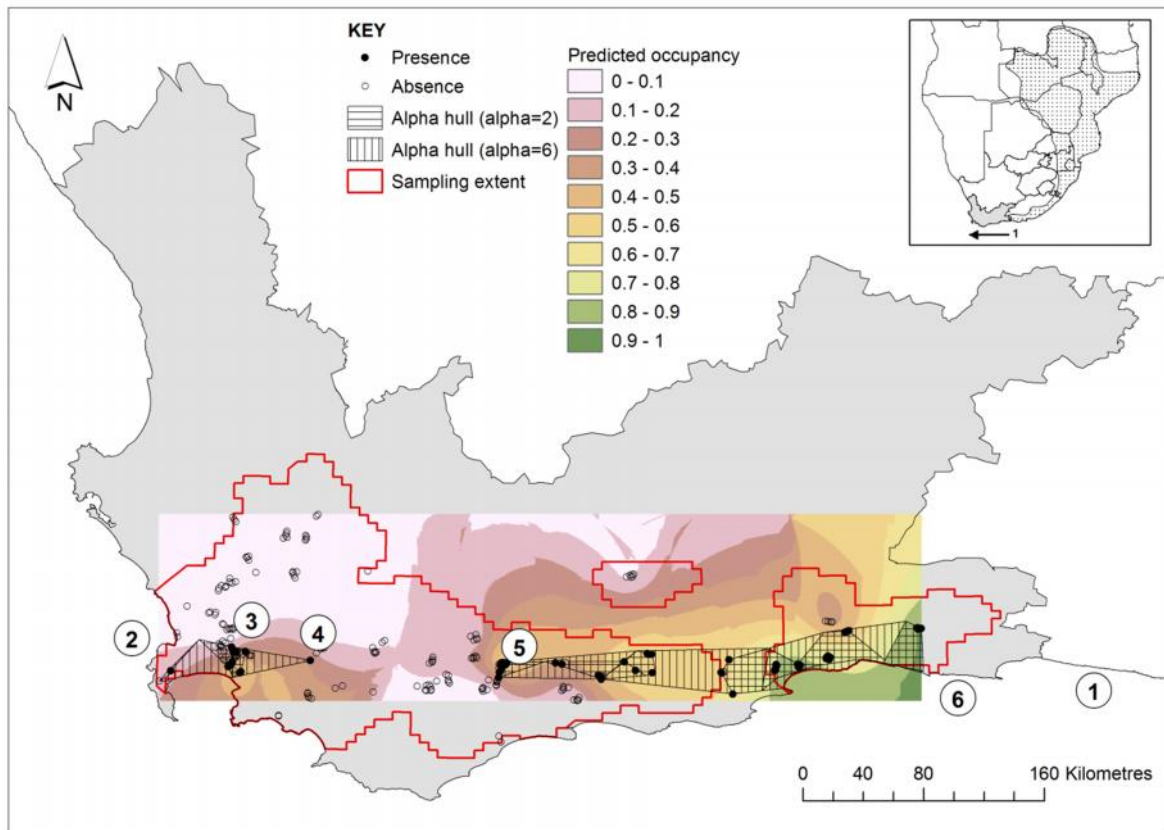 KEY
Presence
Absence
Alpha hull (alpha=2)
Alpha hull (alpha=6)
Sampling extent
Predicted occupancy
0 - 0.1
0.1 - 0.2
0.2 - 0.3
0.3 - 0.4
0.4 - 0.5
0.5 - 0.6
0.6 - 0.7
0.7 - 0.8
0.8 - 0.9
0.9 - 1
N
1
2
3
4
5
6
1
0 40 80 160 Kilometres